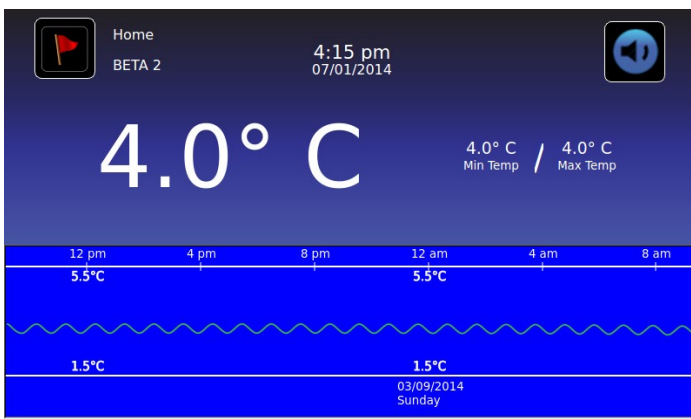 Home
BETA 2
4:15 pm
07/01/2014
4.0° C
4.0° C / 4.0° C
Min Temp Max Temp
12 pm 4 pm 8 pm 12 am 4 am 8 am
5.5°C 5.5°C
1.5°C 1.5°C
03/09/2014
Sunday